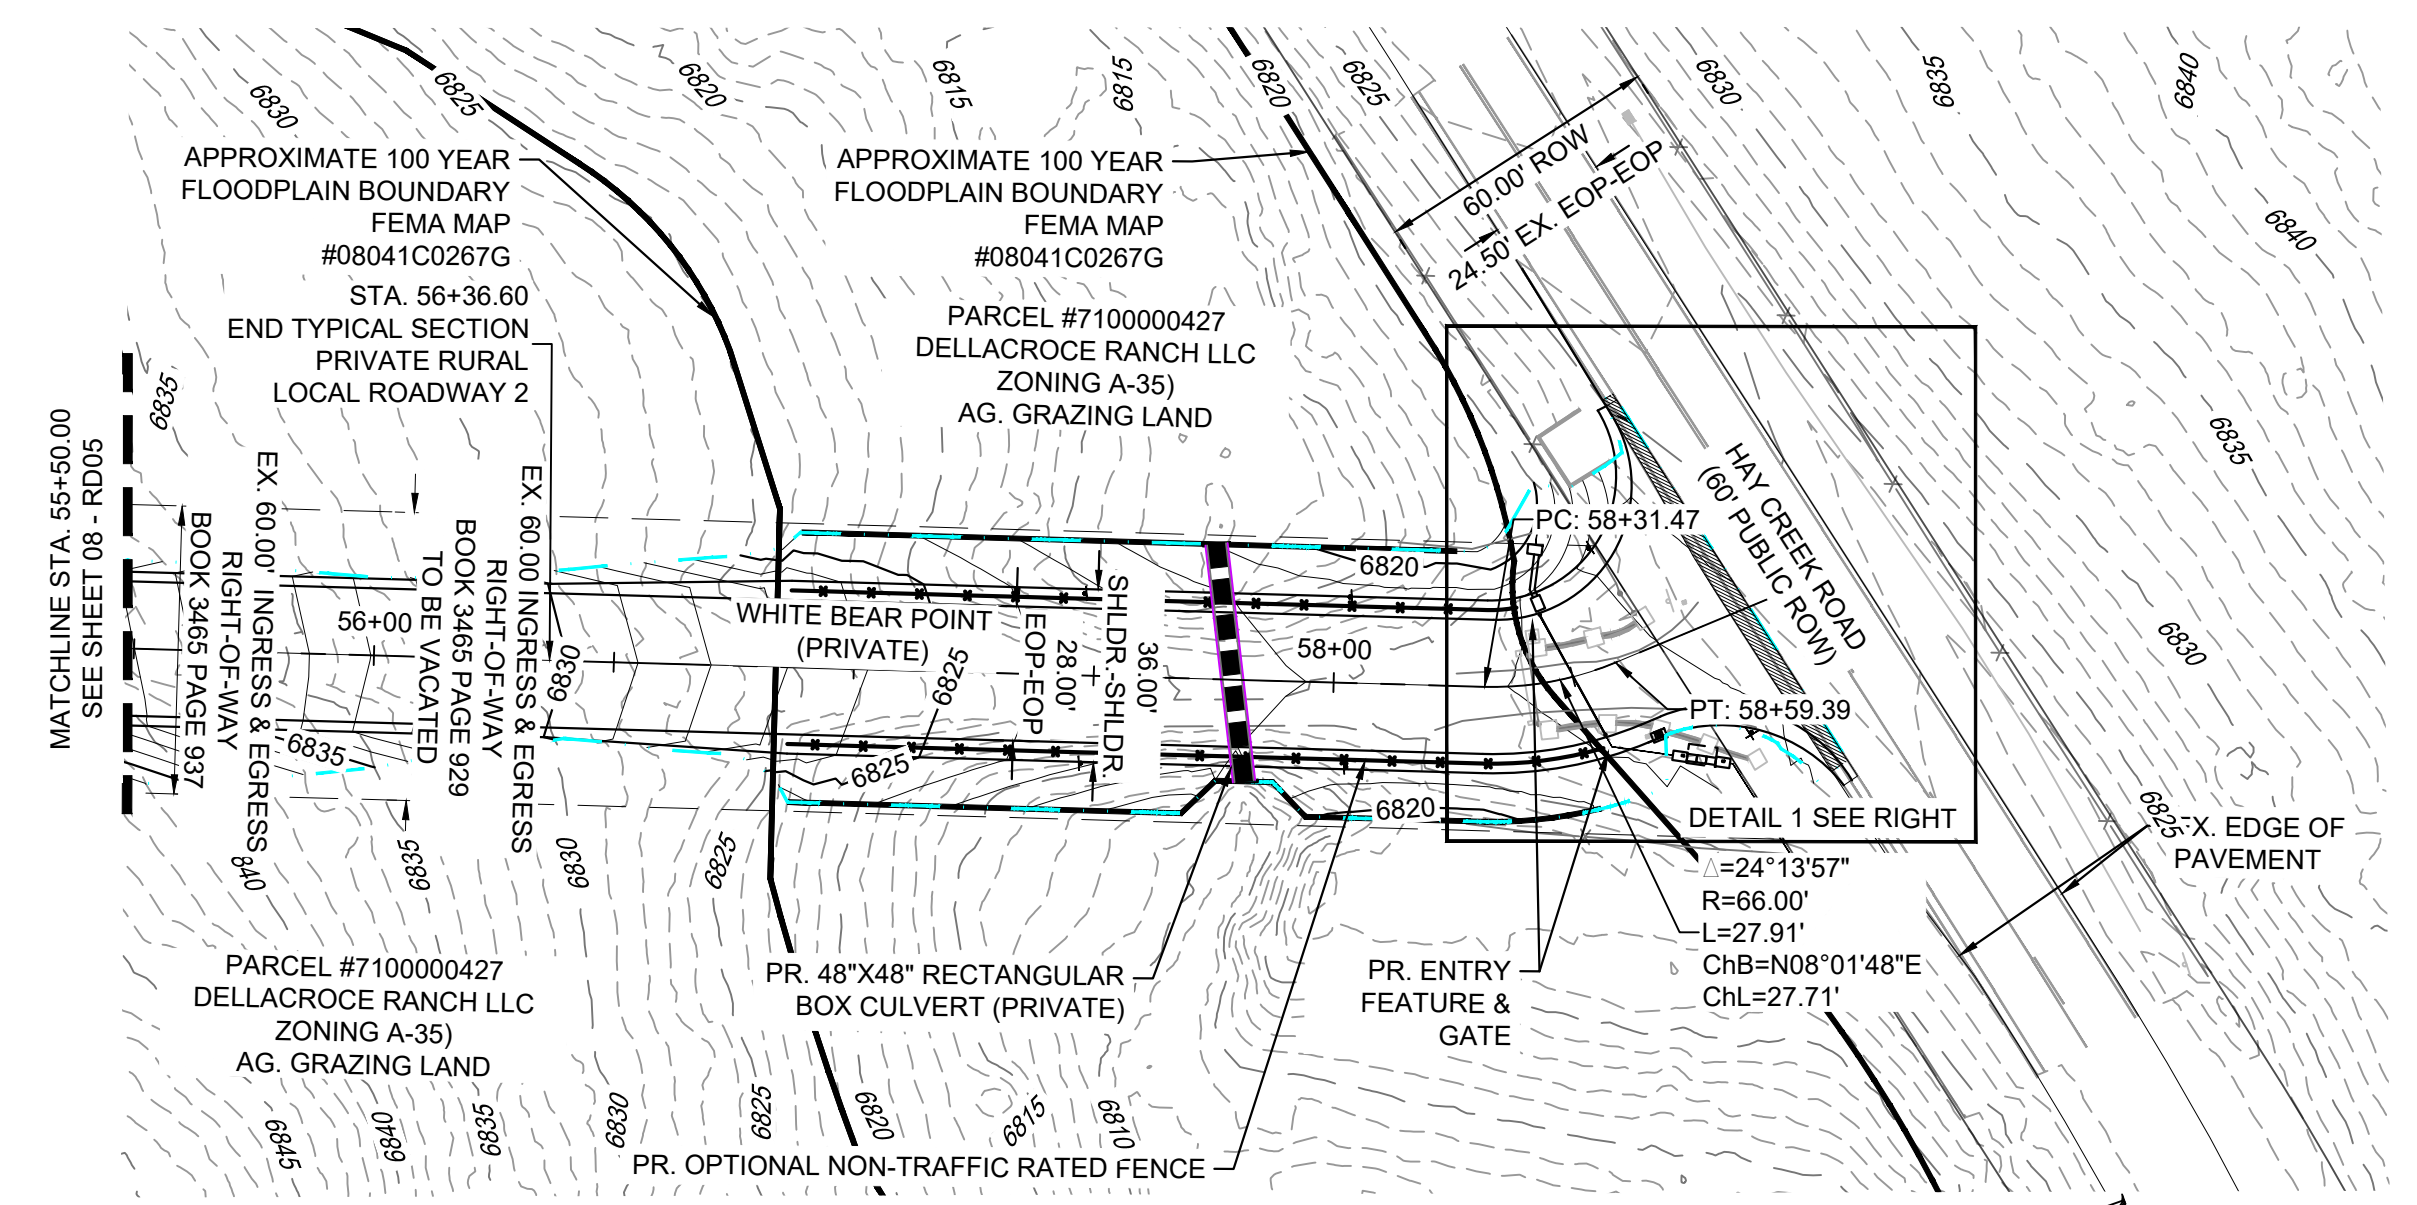 6830
6825
6820
6815
6815
6820
6825
6830
6835
6840
APPROXIMATE 100 YEAR
FLOODPLAIN BOUNDARY
FEMA MAP
#08041C0267G
STA. 56+36.60
END TYPICAL SECTION
PRIVATE RURAL
LOCAL ROADWAY 2
APPROXIMATE 100 YEAR
FLOODPLAIN BOUNDARY
FEMA MAP
#08041C0267G
PARCEL #7100000427
DELLACROCE RANCH LLC
ZONING A-35)
AG. GRAZING LAND
60.00' ROW
24.50' EX. EOP-EOP
6840
6835
6830
6825
MATCHLINE STA. 55+50.00
SEE SHEET 08 - RD05
6835
EX. 60.00' INGRESS & EGRESS
RIGHT-OF-WAY
BOOK 3465 PAGE 937
56+00
EX. 60.00 INGRESS & EGRESS
RIGHT-OF-WAY
BOOK 3465 PAGE 929
TO BE VACATED
6830
WHITE BEAR POINT
(PRIVATE)
6825
28.00'
EOP-EOP
36.00'
SHLDR.-SHLDR
58+00
6820
PC: 58+31.47
HAY CREEK ROAD
(60' PUBLIC ROW)
PT: 58+59.39
6835
6825
6820
DETAIL 1 SEE RIGHT
EX. EDGE OF
PAVEMENT
840
6835
6830
6825
△=24°13'57"
R=66.00'
L=27.91'
ChB=N08°01'48"E
ChL=27.71'
PARCEL #7100000427
DELLACROCE RANCH LLC
ZONING A-35)
AG. GRAZING LAND
PR. 48"X48" RECTANGULAR
BOX CULVERT (PRIVATE)
PR. ENTRY
FEATURE &
GATE
6845
6840
6835
6830
6825
6820
6815
6810
PR. OPTIONAL NON-TRAFFIC RATED FENCE